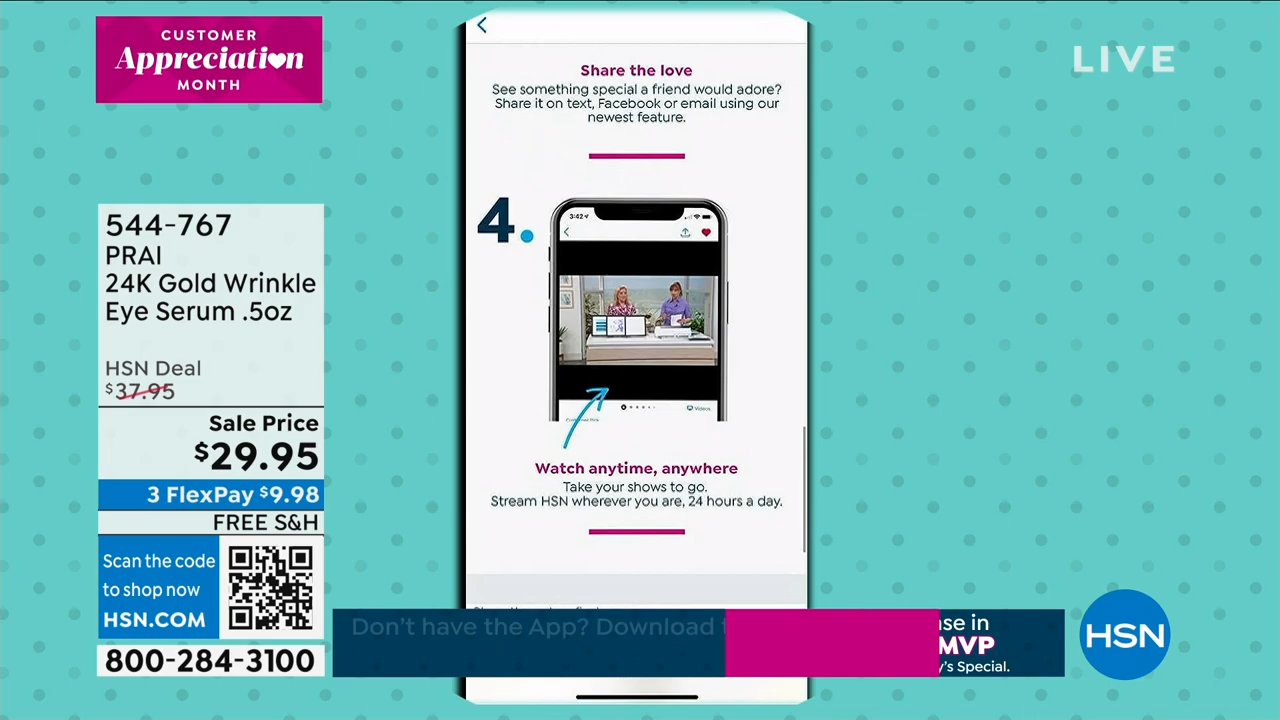 CUSTOMER
Appreciation
MONTH
LIVE
544-767
PRAI
24K Gold Wrinkle
Eye Serum .5oz
HSN Deal
$37.95
Sale Price
$29.95
3 FlexPay $9.98
FREE S&H
Scan the code
to shop now
HSN.COM
800-284-3100
Share the love
See something special a friend would adore?
Share it on text, Facebook or email using our
newest feature.
4.
3:42
Videos
Watch anytime, anywhere
Take your shows to go.
Stream HSN wherever you are, 24 hours a day.
Don't have the App? Download
in
MVP
Special.
HSN